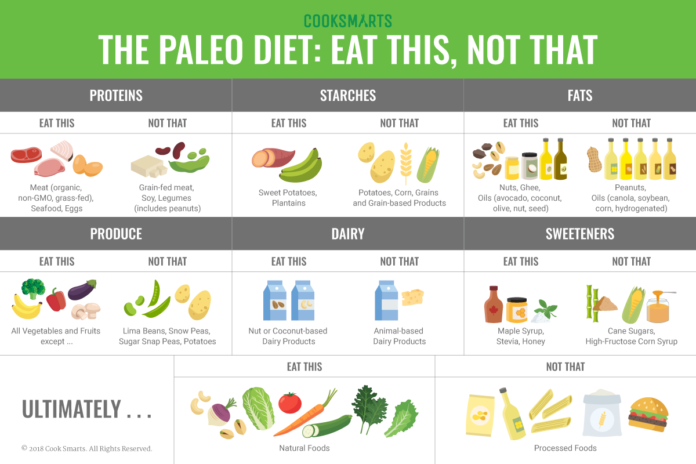 COOKSMARTS
THE PALEO DIET: EAT THIS, NOT THAT
PROTEINS
EAT THIS
NOT THAT
Meat (organic,
non-GMO, grass-fed),
Seafood, Eggs
Grain-fed meat,
Soy, Legumes
(includes peanuts)
STARCHES
EAT THIS
NOT THAT
Sweet Potatoes,
Plantains
Potatoes, Corn, Grains
and Grain-based Products
FATS
EAT THIS
NOT THAT
Nuts, Ghee,
Oils (avocado, coconut,
olive, nut, seed)
Peanuts,
Oils (canola, soybean,
corn, hydrogenated)
PRODUCE
EAT THIS
NOT THAT
All Vegetables and Fruits
except ...
Lima Beans, Snow Peas,
Sugar Snap Peas, Potatoes
DAIRY
EAT THIS
NOT THAT
Nut or Coconut-based
Dairy Products
Animal-based
Dairy Products
SWEETENERS
EAT THIS
NOT THAT
Maple Syrup,
Stevia, Honey
Cane Sugars,
High-Fructose Corn Syrup
ULTIMATELY . . .
EAT THIS
NOT THAT
Natural Foods
Processed Foods
© 2018 Cook Smarts. All Rights Reserved.